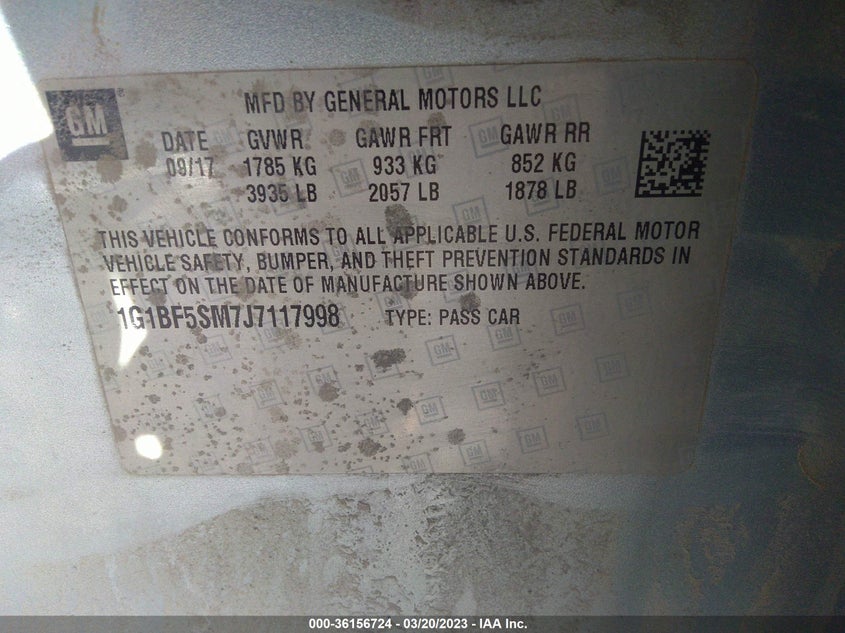 GM
MFD BY GENERAL MOTORS LLC
DATE GVWR GAWR FRT GAWR RR
09/17 1785 KG 933 KG 852 KG
3935 LB 2057 LB 1878 LB
THIS VEHICLE CONFORMS TO ALL APPLICABLE U.S. FEDERAL MOTOR
VEHICLE SAFETY, BUMPER, AND THEFT PREVENTION STANDARDS IN
EFFECT ON THE DATE OF MANUFACTURE SHOWN ABOVE.
1G1BF5SM7J7117998 TYPE: PASS CAR
000-36156724 - 03/20/2023 - IAA Inc.